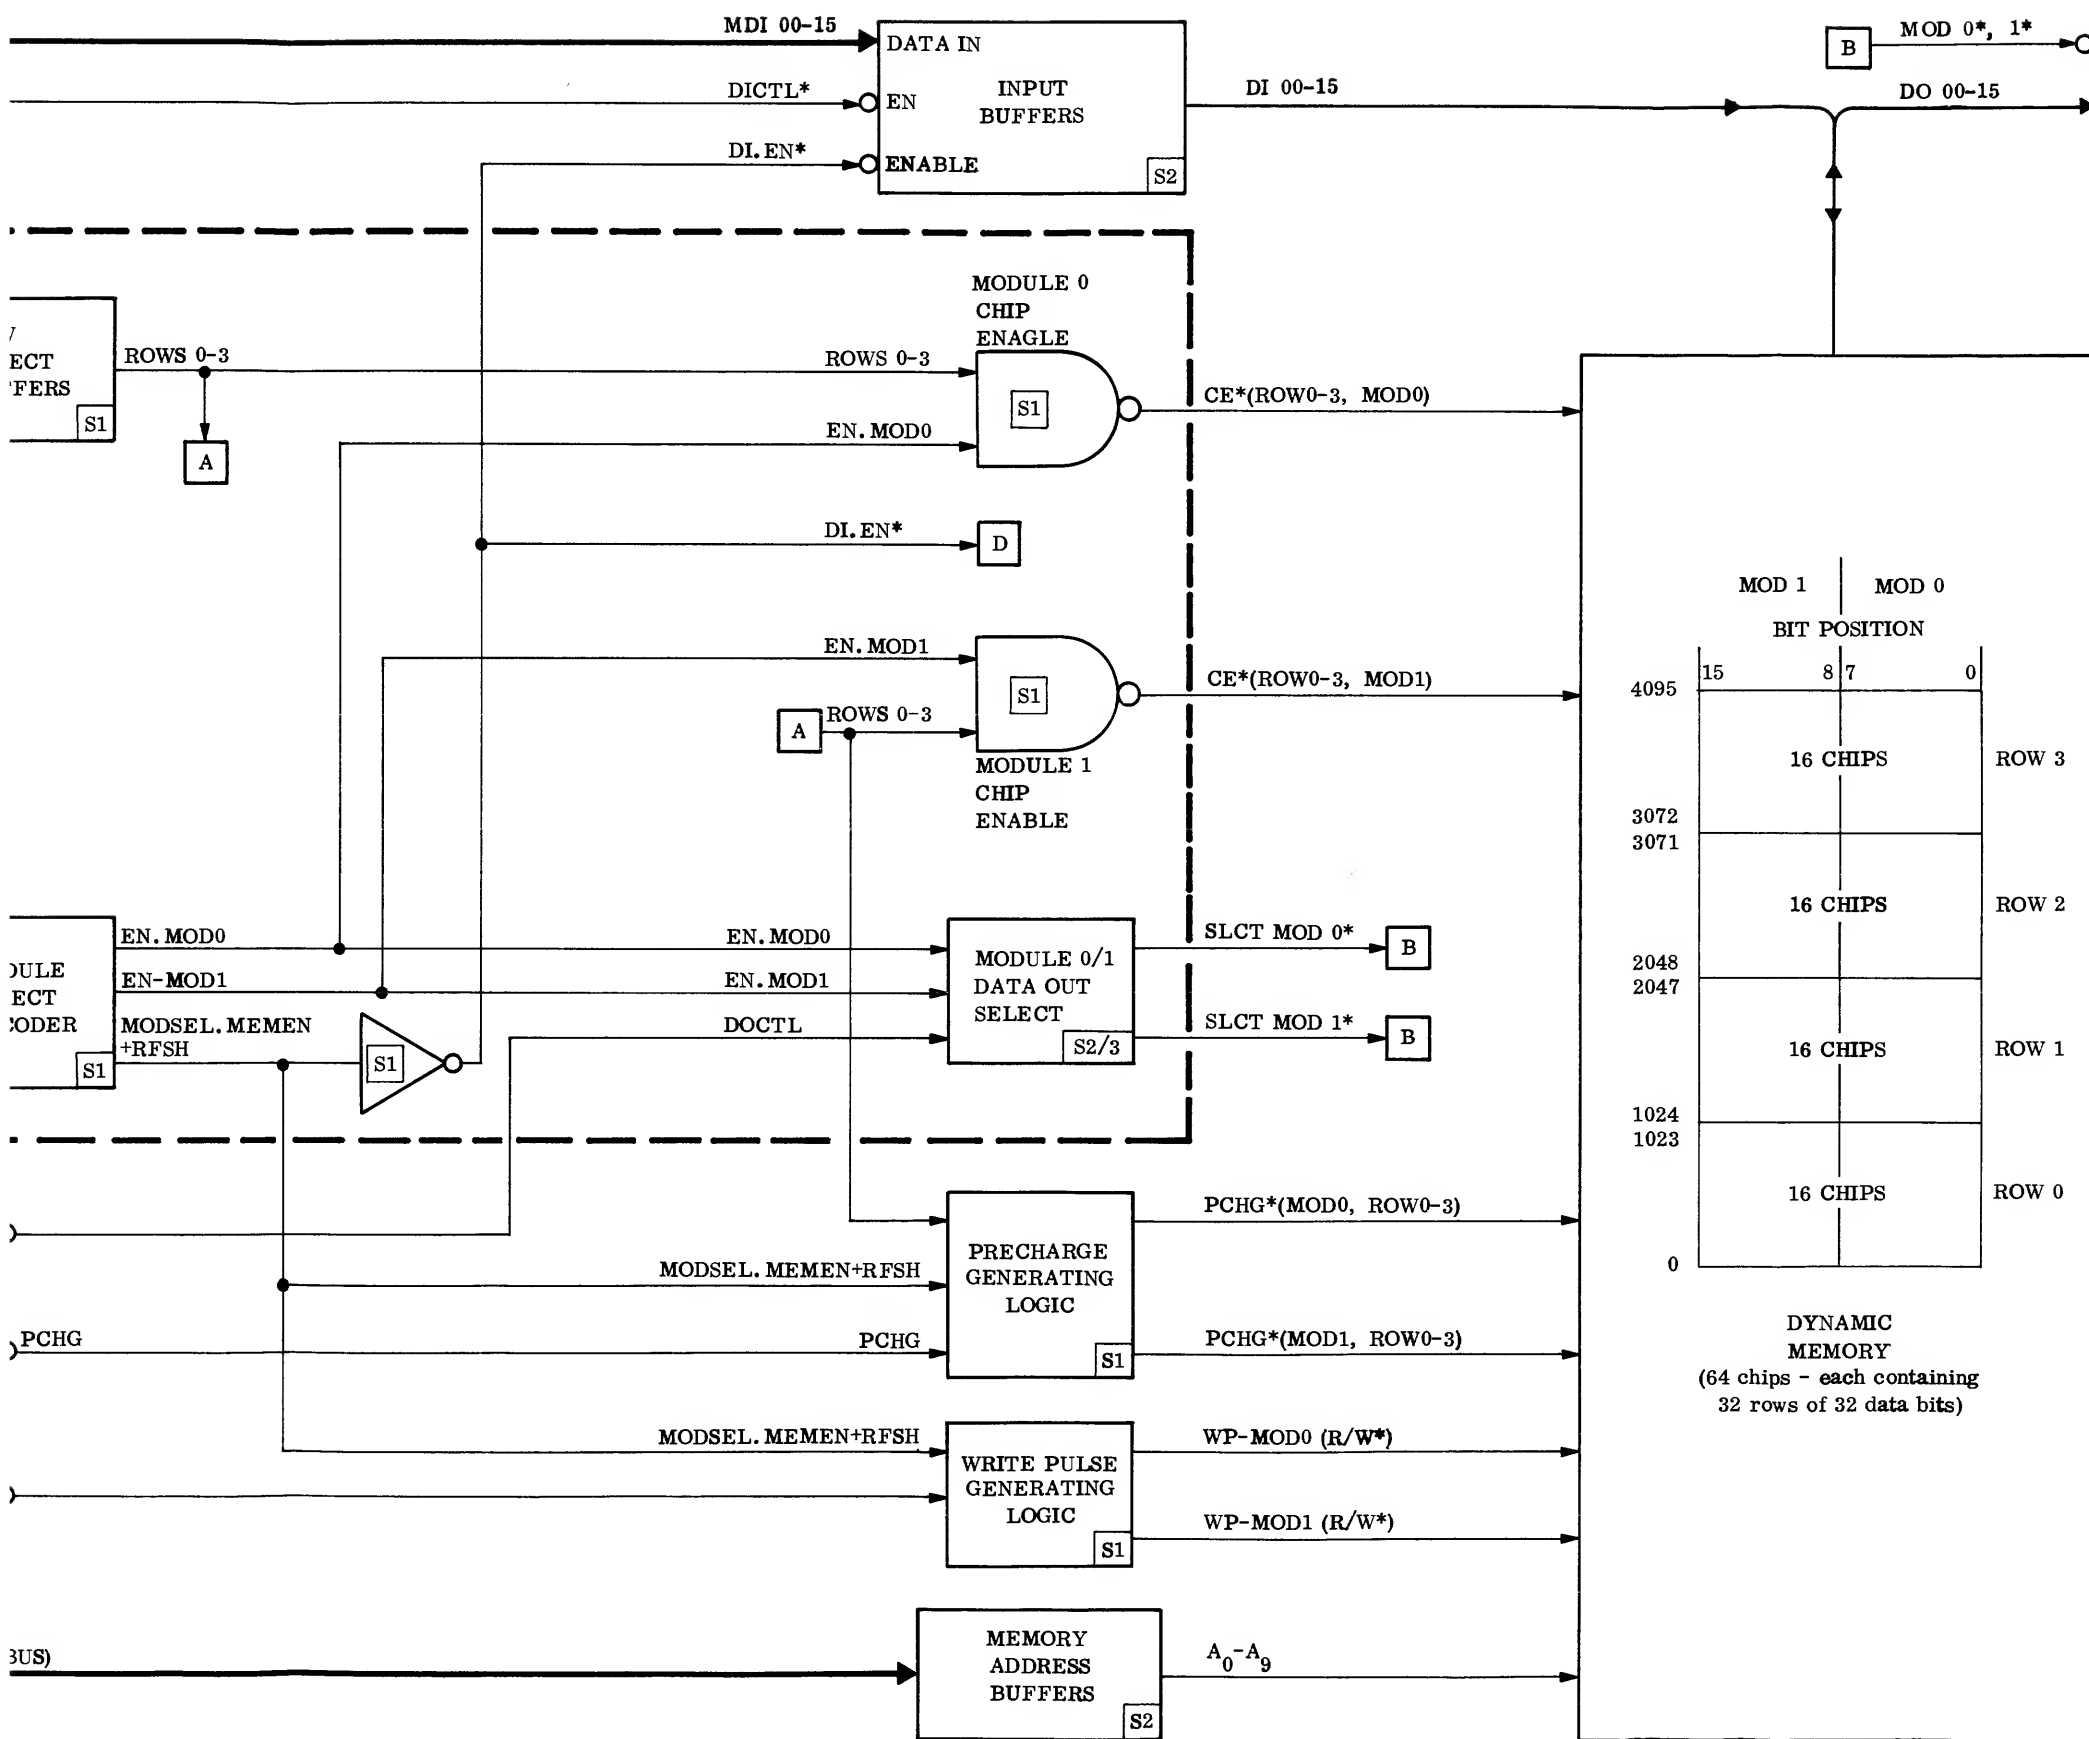 MDI 00-15
DATA IN
DICTL*
EN
INPUT
BUFFERS
DI.EN*
ENABLE
S2
DI 00-15
B
MOD 0*, 1*
DO 00-15
ECT
FERS
S1
ROWS 0-3
A
MODULE 0
CHIP
ENAGLE
ROWS 0-3
S1
EN.MOD0
CE*(ROW0-3, MOD0)
DI.EN*
D
EN.MOD1
S1
A
ROWS 0-3
CE*(ROW0-3, MOD1)
MODULE 1
CHIP
ENABLE
DULE
ECT
CODER
S1
EN.MOD0
EN-MOD1
MODSEL.MEMEN
+RFSH
S1
EN.MOD0
EN.MOD1
DOCTL
MODULE 0/1
DATA OUT
SELECT
S2/3
SLCT MOD 0*
B
SLCT MOD 1*
B
MODSEL.MEMEN+RFSH
PCHG
PCHG
PRECHARGE
GENERATING
LOGIC
S1
PCHG*(MOD0, ROW0-3)
PCHG*(MOD1, ROW0-3)
MODSEL.MEMEN+RFSH
WRITE PULSE
GENERATING
LOGIC
S1
WP-MOD0 (R/W*)
WP-MOD1 (R/W*)
BUS)
MEMORY
ADDRESS
BUFFERS
S2
A0-A9
MOD 1 MOD 0
BIT POSITION
15 8 7 0
4095
16 CHIPS ROW 3
3072
3071
16 CHIPS ROW 2
2048
2047
16 CHIPS ROW 1
1024
1023
16 CHIPS ROW 0
0
DYNAMIC
MEMORY
(64 chips - each containing
32 rows of 32 data bits)